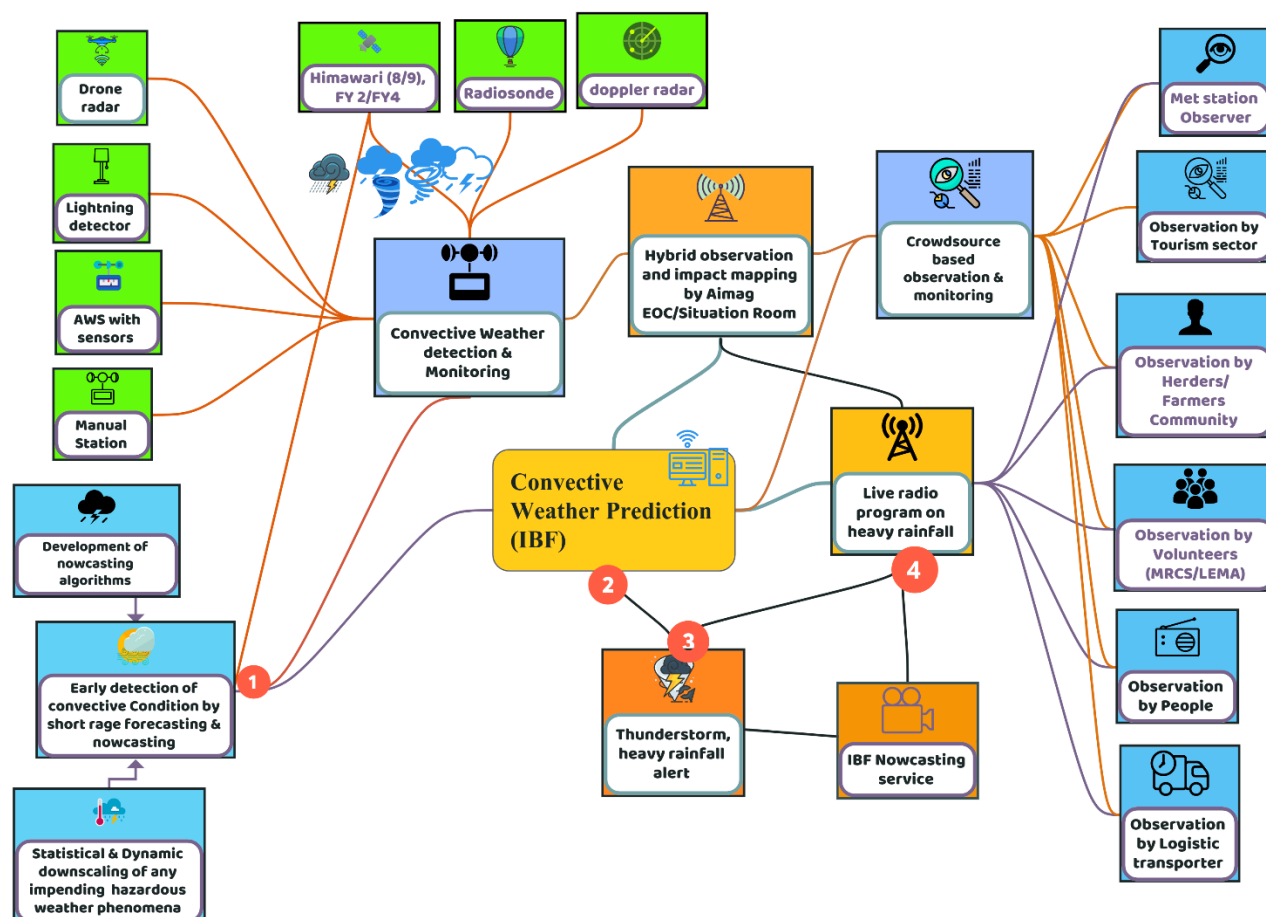 Drone
radar
Himawari (8/9),
FY 2/FY4
Radiosonde
doppler radar
Met station
Observer
Lightning
detector
Observation by
Tourism sector
AWS with
sensors
Convective Weather
detection &
Monitoring
Hybrid observation
and impact mapping
by Aimag
EOC/Situation Room
Crowdsource
based
observation &
monitoring
Observation by
Herders/
Farmers
Community
Manual
Station
Convective
Weather Prediction
(IBF)
Live radio
program on
heavy rainfall
Observation by
Volunteers
(MRCS/LEMA)
Development of
nowcasting
algorithms
2
4
3
1
Early detection of
convective Condition by
short rage forecasting &
nowcasting
Thunderstorm,
heavy rainfall
alert
IBF Nowcasting
service
Observation
by People
Observation
by Logistic
transporter
Statistical & Dynamic
downscaling of any
impending hazardous
weather phenomena